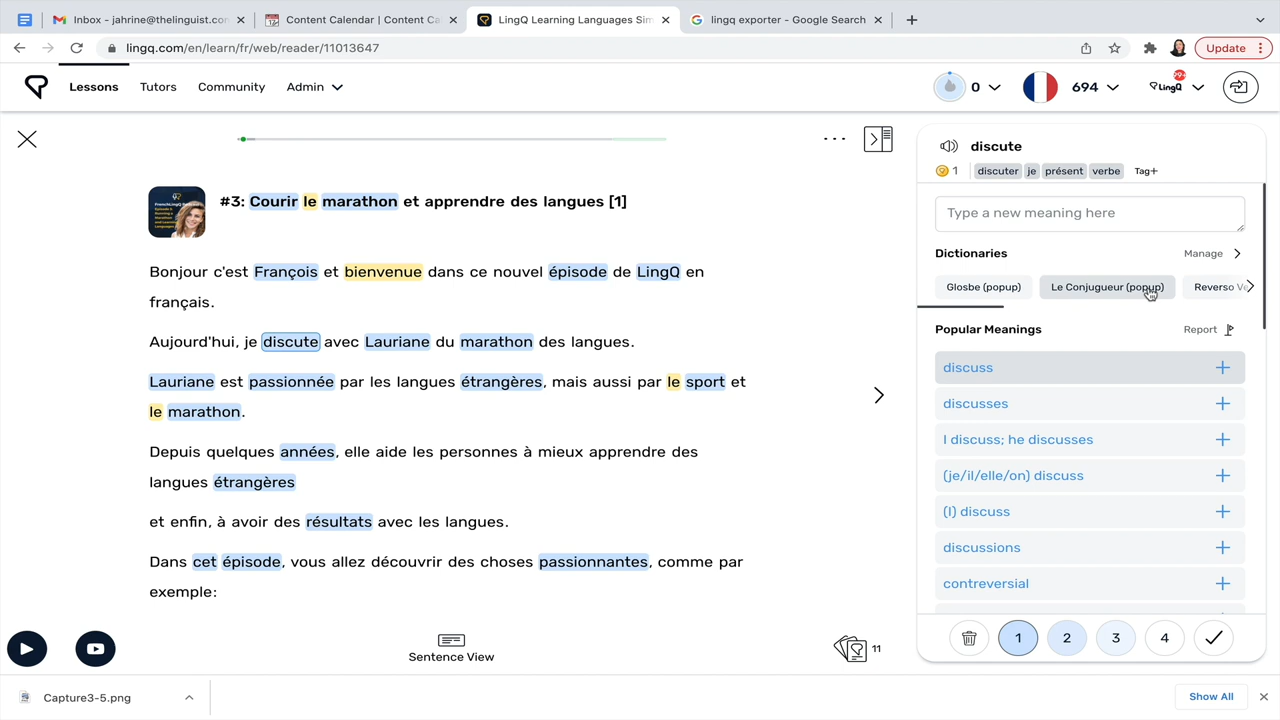 Inbox - jahrine@thelinguist.co
Content Calendar | Content Ca
LingQ Learning Languages Sim
lingq exporter - Google Search
lingq.com/en/learn/fr/web/reader/11013647
Update
Lessons
Tutors
Community
Admin
0
694
LingQ
#3: Courir le marathon et apprendre des langues [1]
Bonjour c'est François et bienvenue dans ce nouvel épisode de LingQ en
français.
Aujourd'hui, je discute avec Lauriane du marathon des langues.
Lauriane est passionnée par les langues étrangères, mais aussi par le sport et
le marathon.
Depuis quelques années, elle aide les personnes à mieux apprendre des
langues étrangères
et enfin, à avoir des résultats avec les langues.
Dans cet épisode, vous allez découvrir des choses passionnantes, comme par
exemple:
Sentence View
11
discute
1 discuter je présent verbe Tag+
Type a new meaning here
Dictionaries
Manage
Glosbe (popup)
Le Conjugueur (popup)
Reverso
Popular Meanings
Report
discuss
discusses
I discuss; he discusses
(je/il/elle/on) discuss
(I) discuss
discussions
contreversial
1
2
3
4
Capture3-5.png
Show All